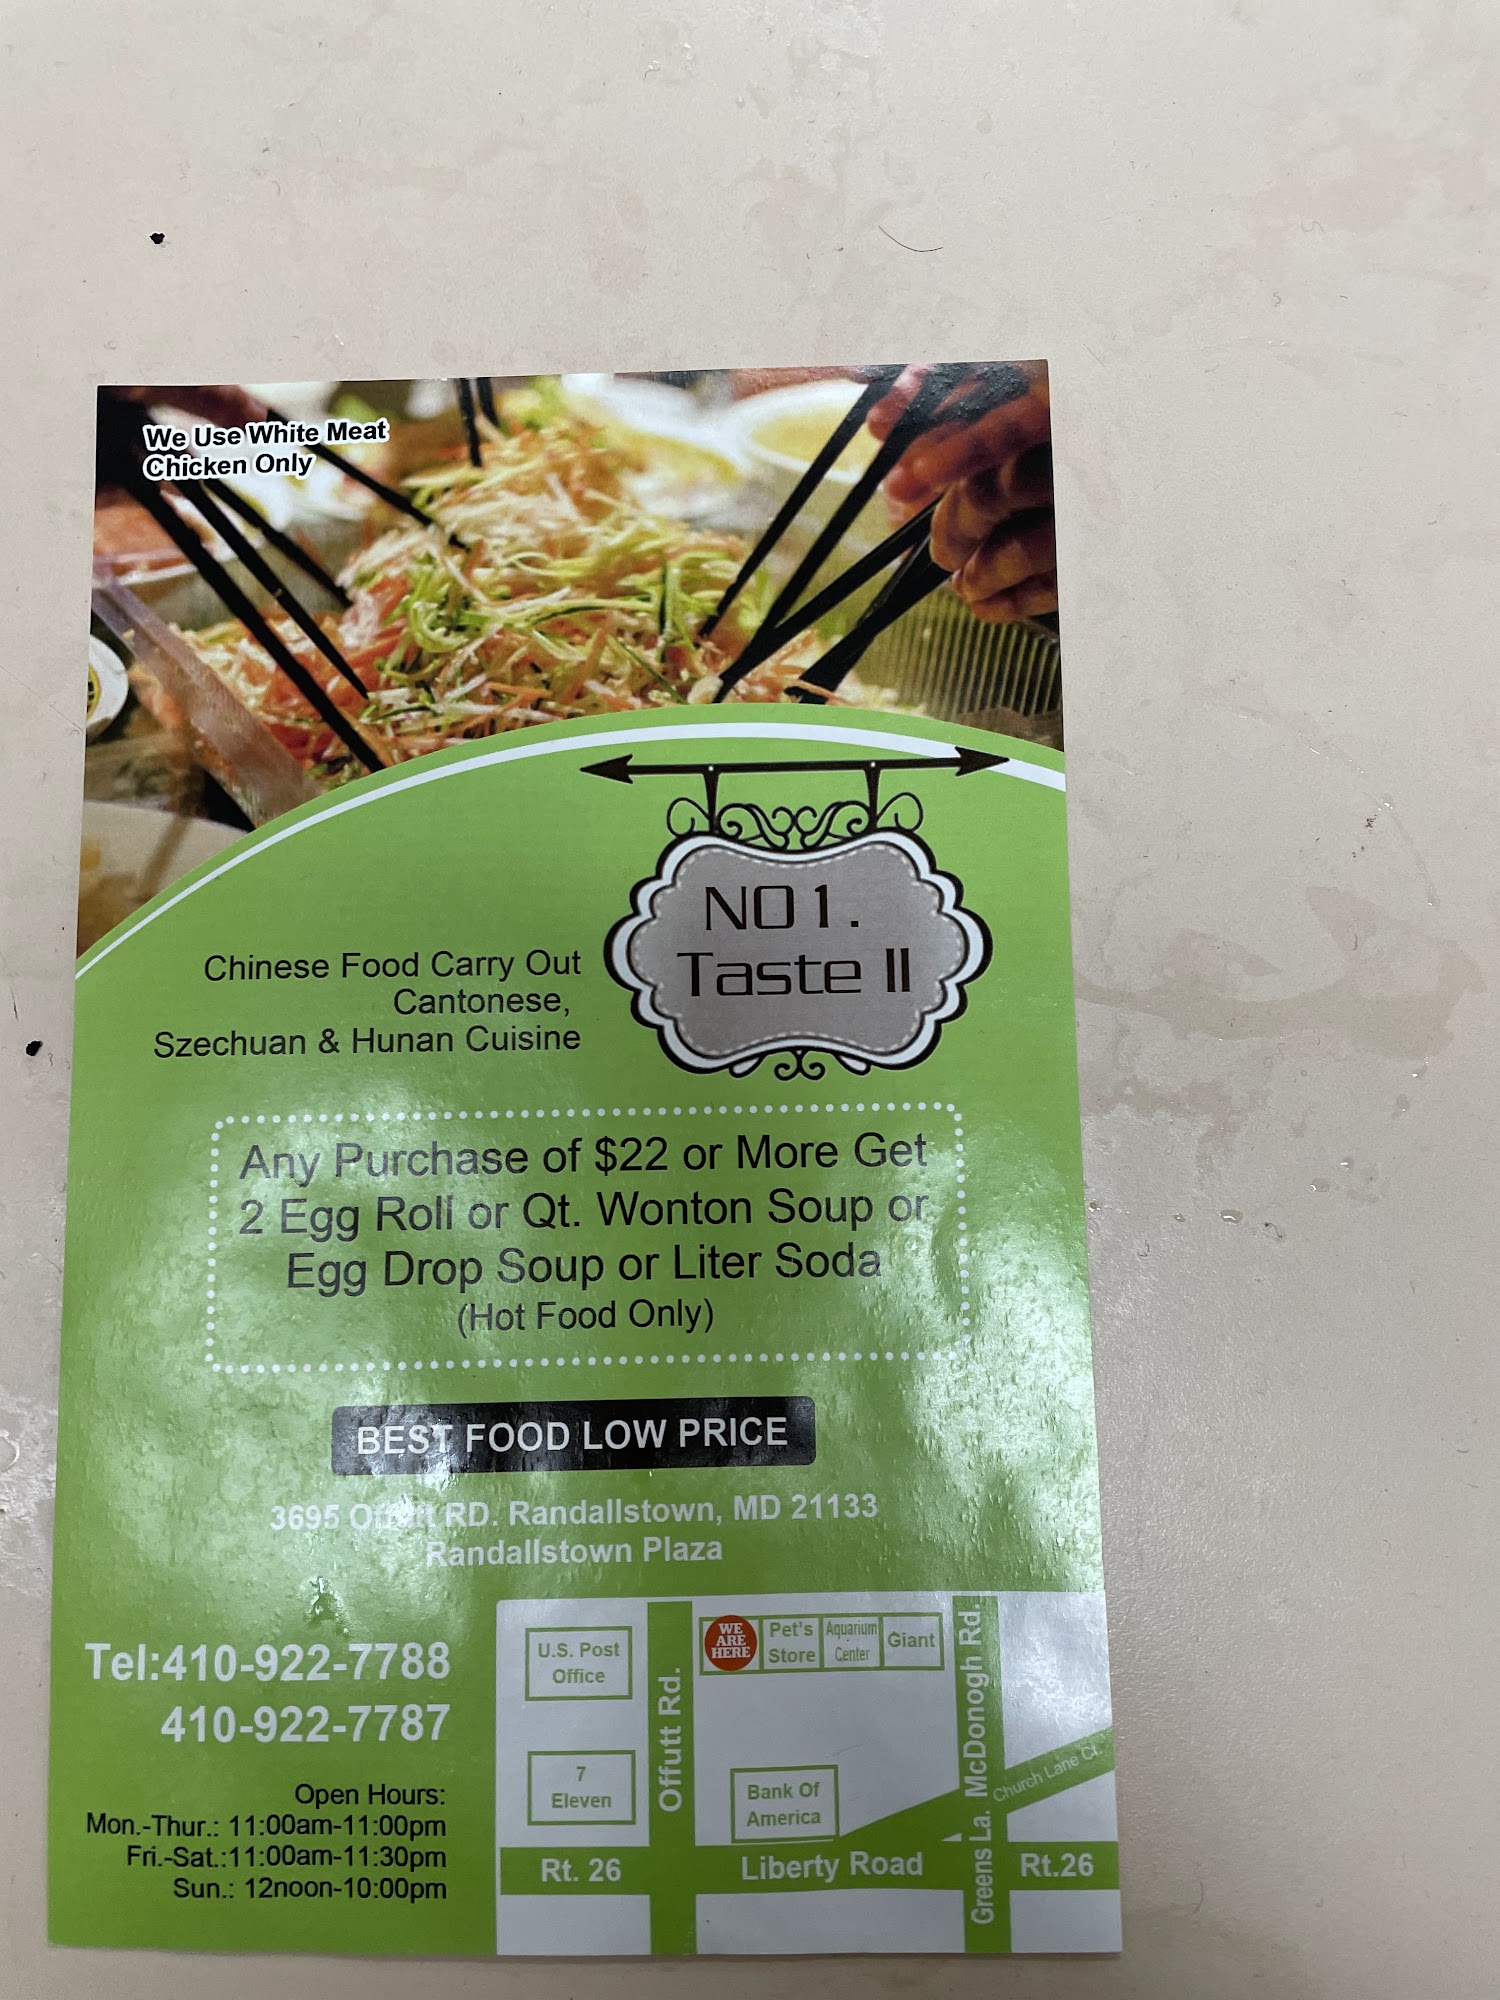 We Use White Meat
Chicken Only
NO1.
Taste II
Chinese Food Carry Out
Cantonese,
Szechuan & Hunan Cuisine
Any Purchase of $22 or More Get
2 Egg Roll or Qt. Wonton Soup or
Egg Drop Soup or Liter Soda
(Hot Food Only)
BEST FOOD LOW PRICE
3695 RD. Randallstown, MD 21133
Randallstown Plaza
Tel:410-922-7788
410-922-7787
Open Hours:
Mon.-Thur.: 11:00am-11:00pm
Fri.-Sat.:11:00am-11:30pm
Sun.: 12noon-10:00pm
U.S. Post
Office
7
Eleven
Offutt Rd.
WE
ARE
HERE
Pet's
Store
Aquarium
Center
Giant
Bank Of
America
Greens La. McDonogh Rd.
Church Lane Ct.
Rt. 26
Liberty Road
Rt.26